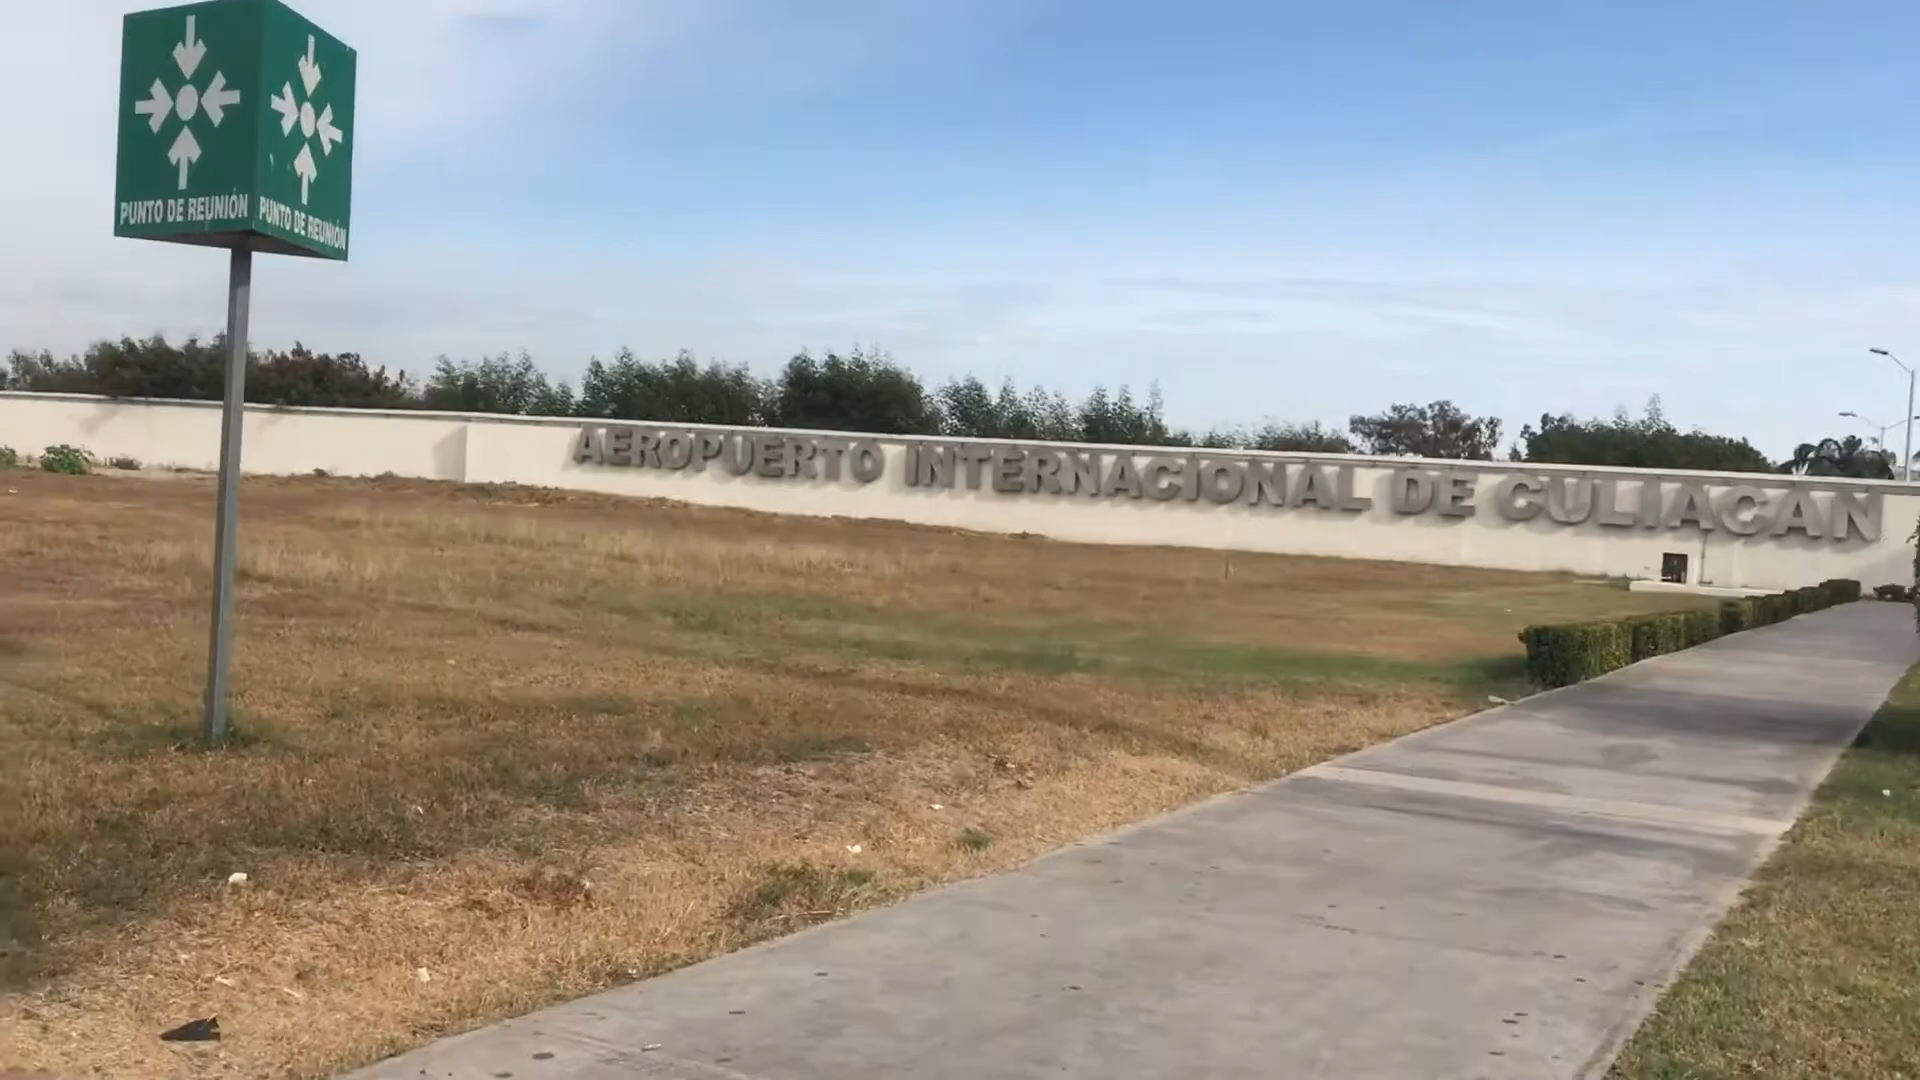 PUNTO DE REUNIÓN
PUNTO DE REUNIÓN
AEROPUERTO INTERNACIONAL DE CULIACAN